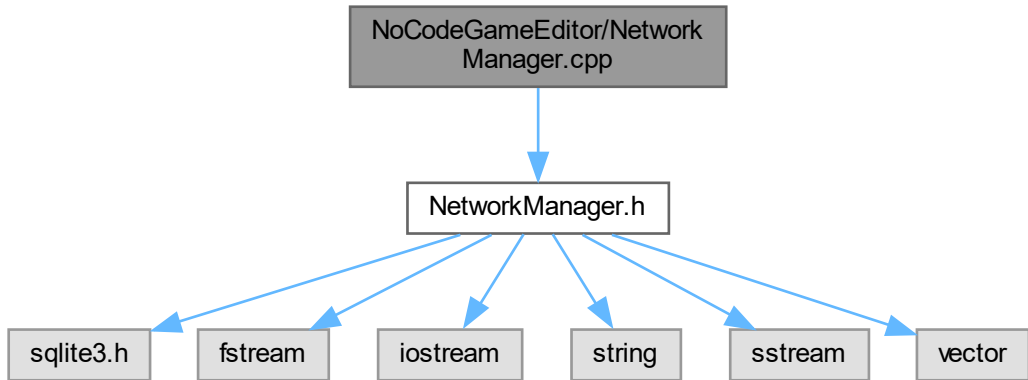 NoCodeGameEditor/Network
Manager.cpp
NetworkManager.h
sqlite3.h
fstream
iostream
string
sstream
vector